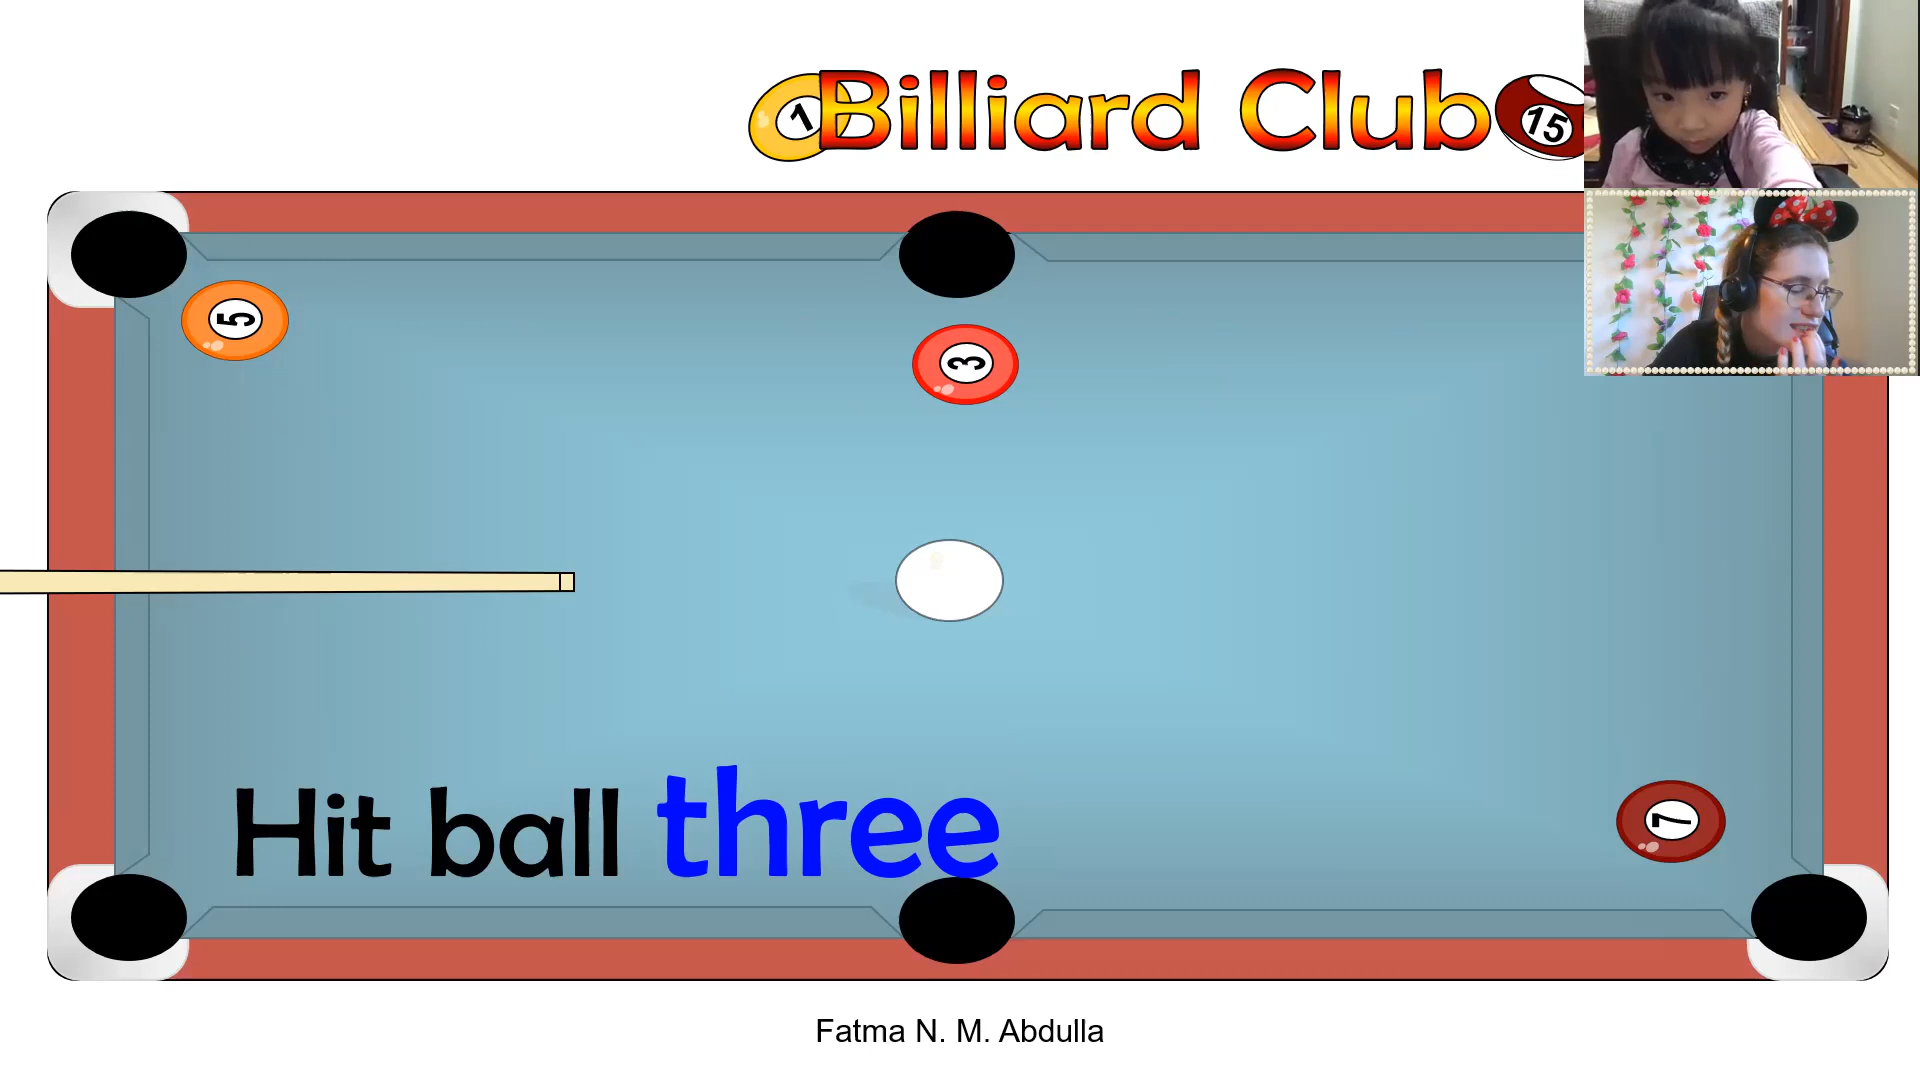 1 Billiard Club 15
5
3
7
Hit ball three
Fatma N. M. Abdulla